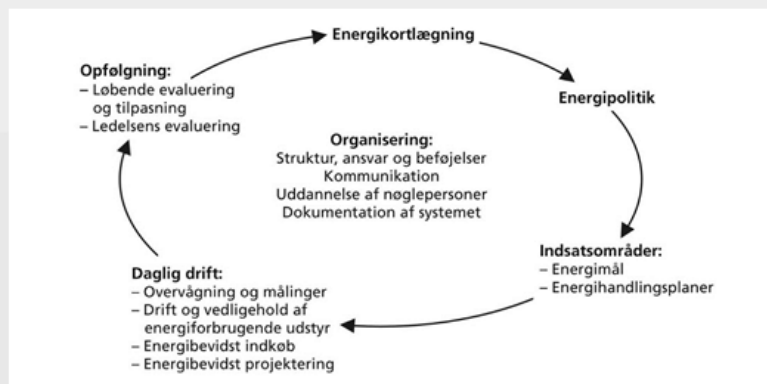 Energikortlægning
Energipolitik
Indsatsområder:
– Energimål
– Energihandlingsplaner
Daglig drift:
– Overvågning og målinger
– Drift og vedligehold af
energiforbrugende udstyr
– Energibevidst indkøb
– Energibevidst projektering
Opfølgning:
– Løbende evaluering
og tilpasning
– Ledelsens evaluering
Organisering:
Struktur, ansvar og beføjelser
Kommunikation
Uddannelse af nøglepersoner
Dokumentation af systemet